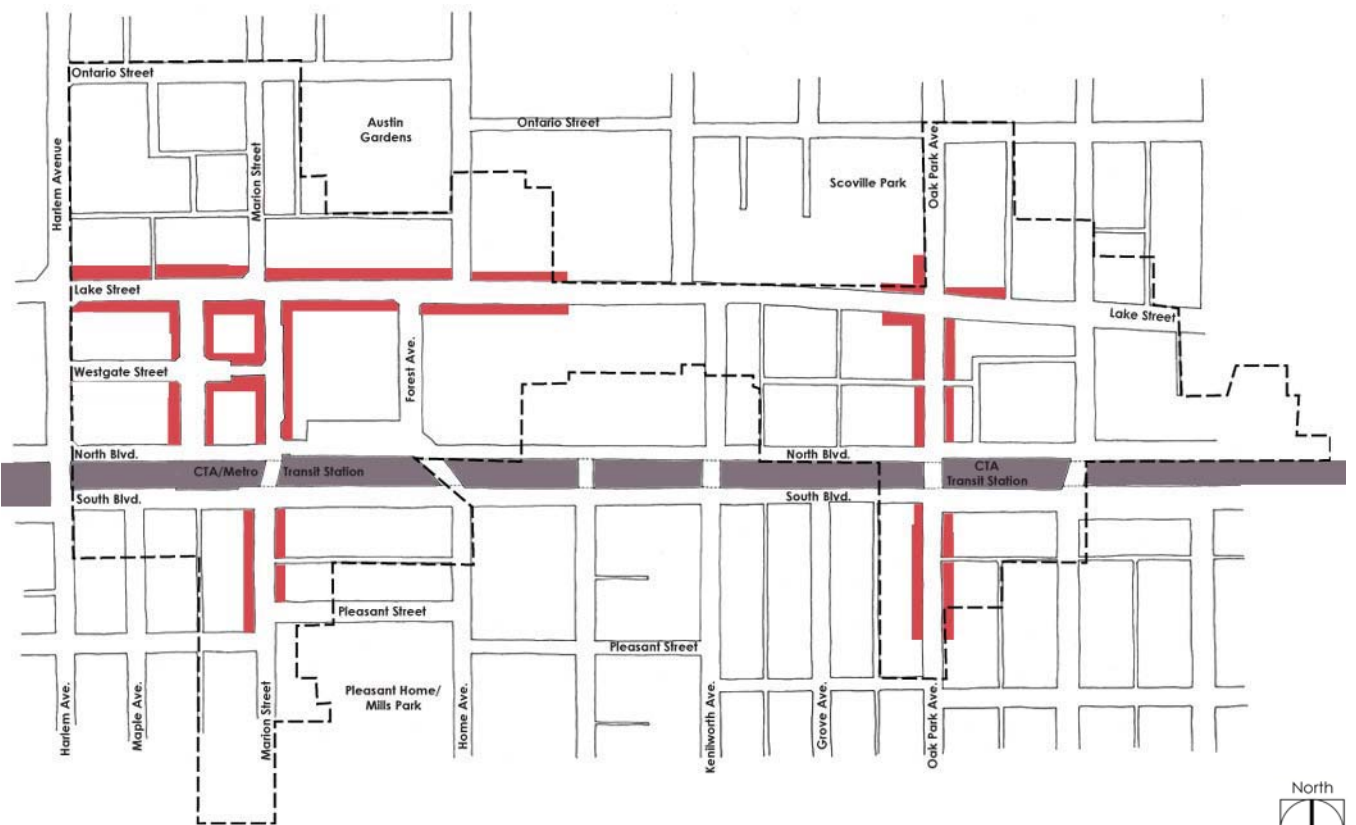 Ontario Street
Austin
Gardens
Ontario Street
Harlem Avenue
Marion Street
Scoville Park
Oak Park Ave.
Lake Street
Lake Street
Westgate Street
Forest Ave.
North Blvd.
North Blvd.
CTA/Metro
Transit Station
CTA
Transit Station
South Blvd.
South Blvd.
Pleasant Street
Pleasant Street
Pleasant Home/
Mills Park
Harlem Ave.
Maple Ave.
Marion Street
Home Ave.
Kenilworth Ave.
Grove Ave.
Oak Park Ave.
North